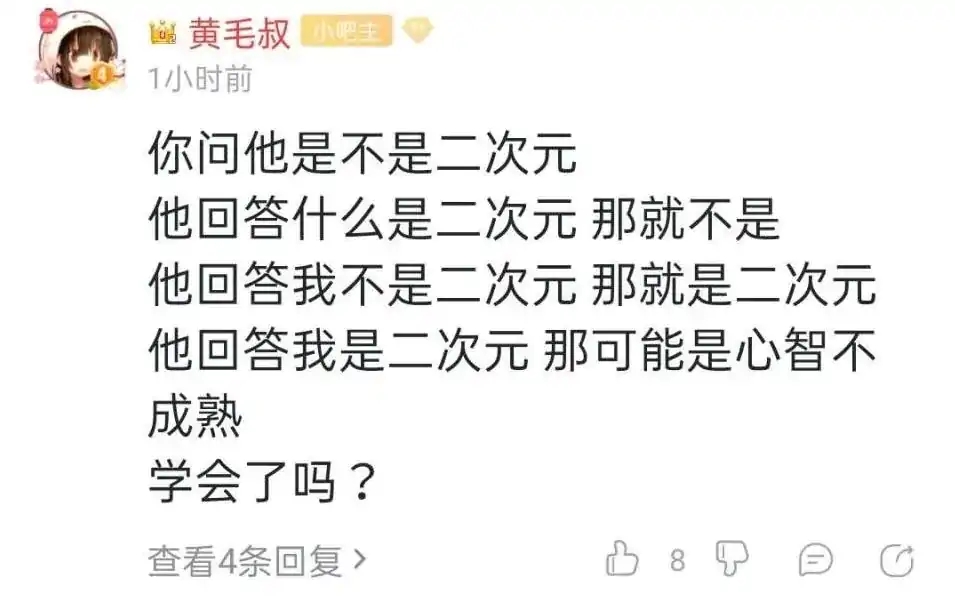 黄毛叔 小吧主
1小时前
你问他是不是二次元
他回答什么是二次元 那就不是
他回答我不是二次元 那就是二次元
他回答我是二次元 那可能是心智不
成熟
学会了吗？
查看4条回复 8